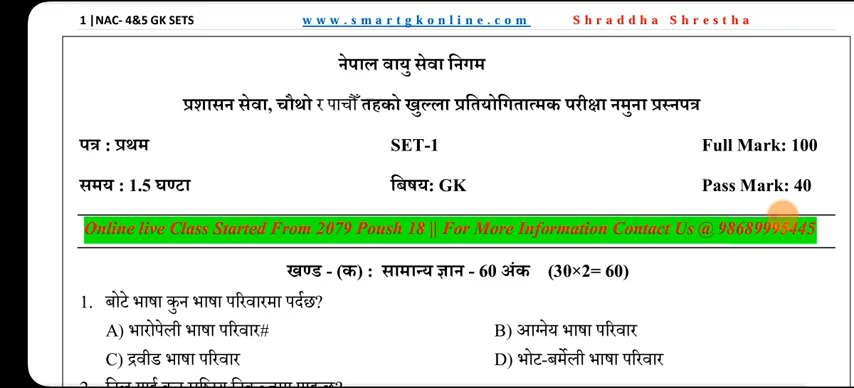 1 |NAC- 4&5 GK SETS www.smartgkonline.com Shraddha Shrestha
नेपाल वायु सेवा निगम
प्रशासन सेवा, चौथो र पाचौँ तहको खुल्ला प्रतियोगितात्मक परीक्षा नमुना प्रश्नपत्र
पत्र : प्रथम SET-1 Full Mark: 100
समय : 1.5 घण्टा बिषय: GK Pass Mark: 40
Online live Class Started From 2079 Poush 18 || For More Information Contact Us @ 98689995445
खण्ड - (क) : सामान्य ज्ञान - 60 अंक (30×2= 60)
1. बोटे भाषा कुन भाषा परिवारमा पर्दछ?
A) भारोपेली भाषा परिवार# B) आग्नेय भाषा परिवार
C) द्रवीड भाषा परिवार D) भोट-बर्मेली भाषा परिवार